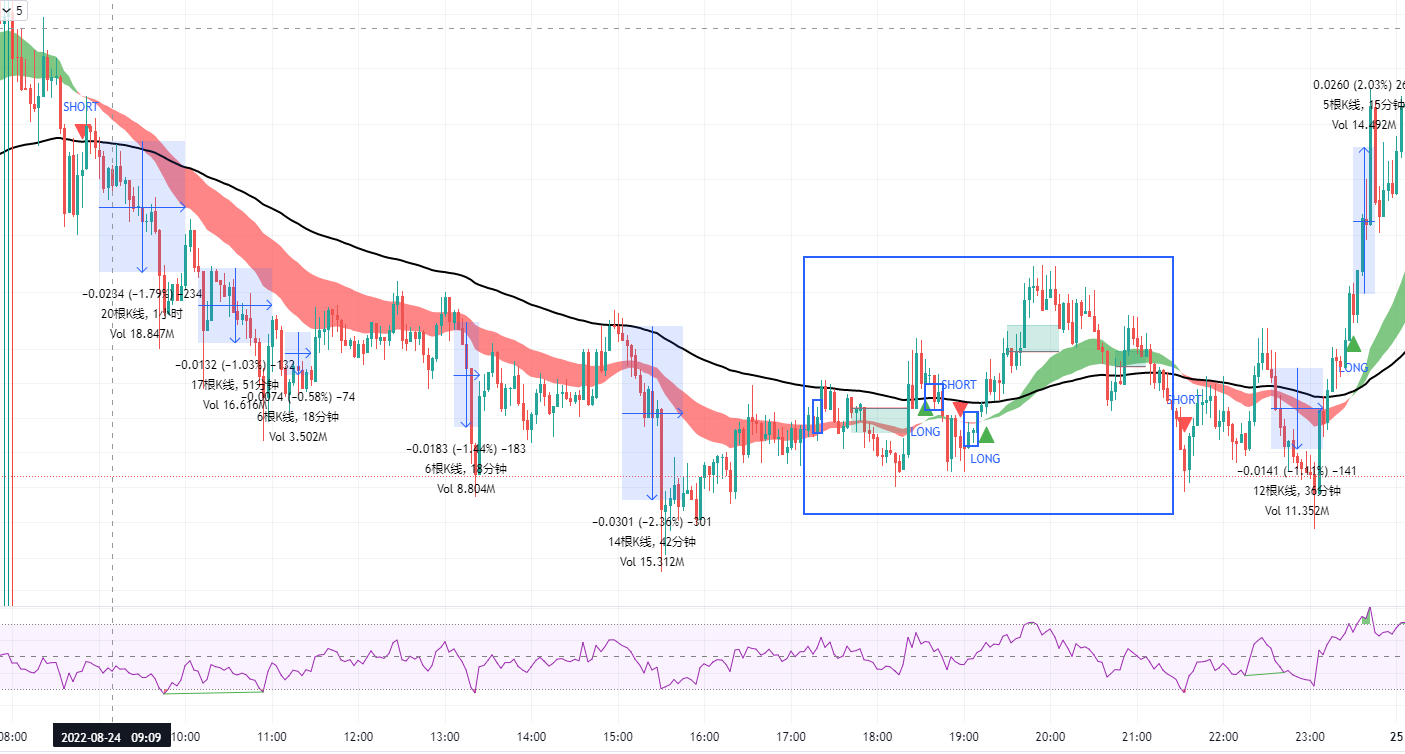 5
0.0260 (2.03%) 26
5根K线, 15分钟
Vol 14.492M
SHORT
−0.0234 (−1.79%) −234
20根K线, 1小时
Vol 18.847M
−0.0132 (−1.03%) −132
17根K线, 51分钟
Vol 16.616M
−0.0074 (−0.58%) −74
6根K线, 18分钟
Vol 3.502M
−0.0183 (−1.44%) −183
6根K线, 18分钟
Vol 8.804M
−0.0301 (−2.36%) −301
14根K线, 42分钟
Vol 15.312M
SHORT
LONG
LONG
SHORT
LONG
−0.0141 (−1.11%) −141
12根K线, 36分钟
Vol 11.352M
08:00
2022-08-24 09:09
10:00
11:00
12:00
13:00
14:00
15:00
16:00
17:00
18:00
19:00
20:00
21:00
22:00
23:00
25